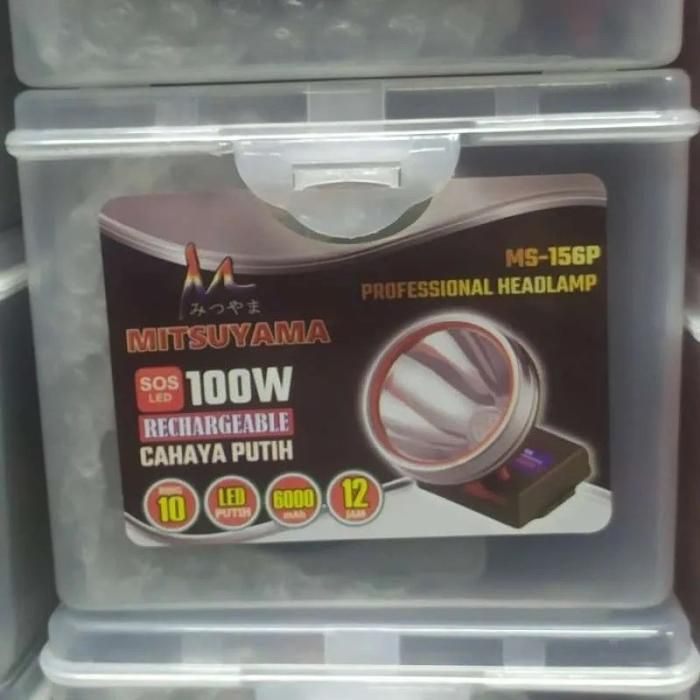 みつやま
MITSUYAMA
MS-156P
PROFESSIONAL HEADLAMP
SOS
LED
100W
RECHARGEABLE
CAHAYA PUTIH
10
LED
PUTIH
6000
mAh
12
JAM